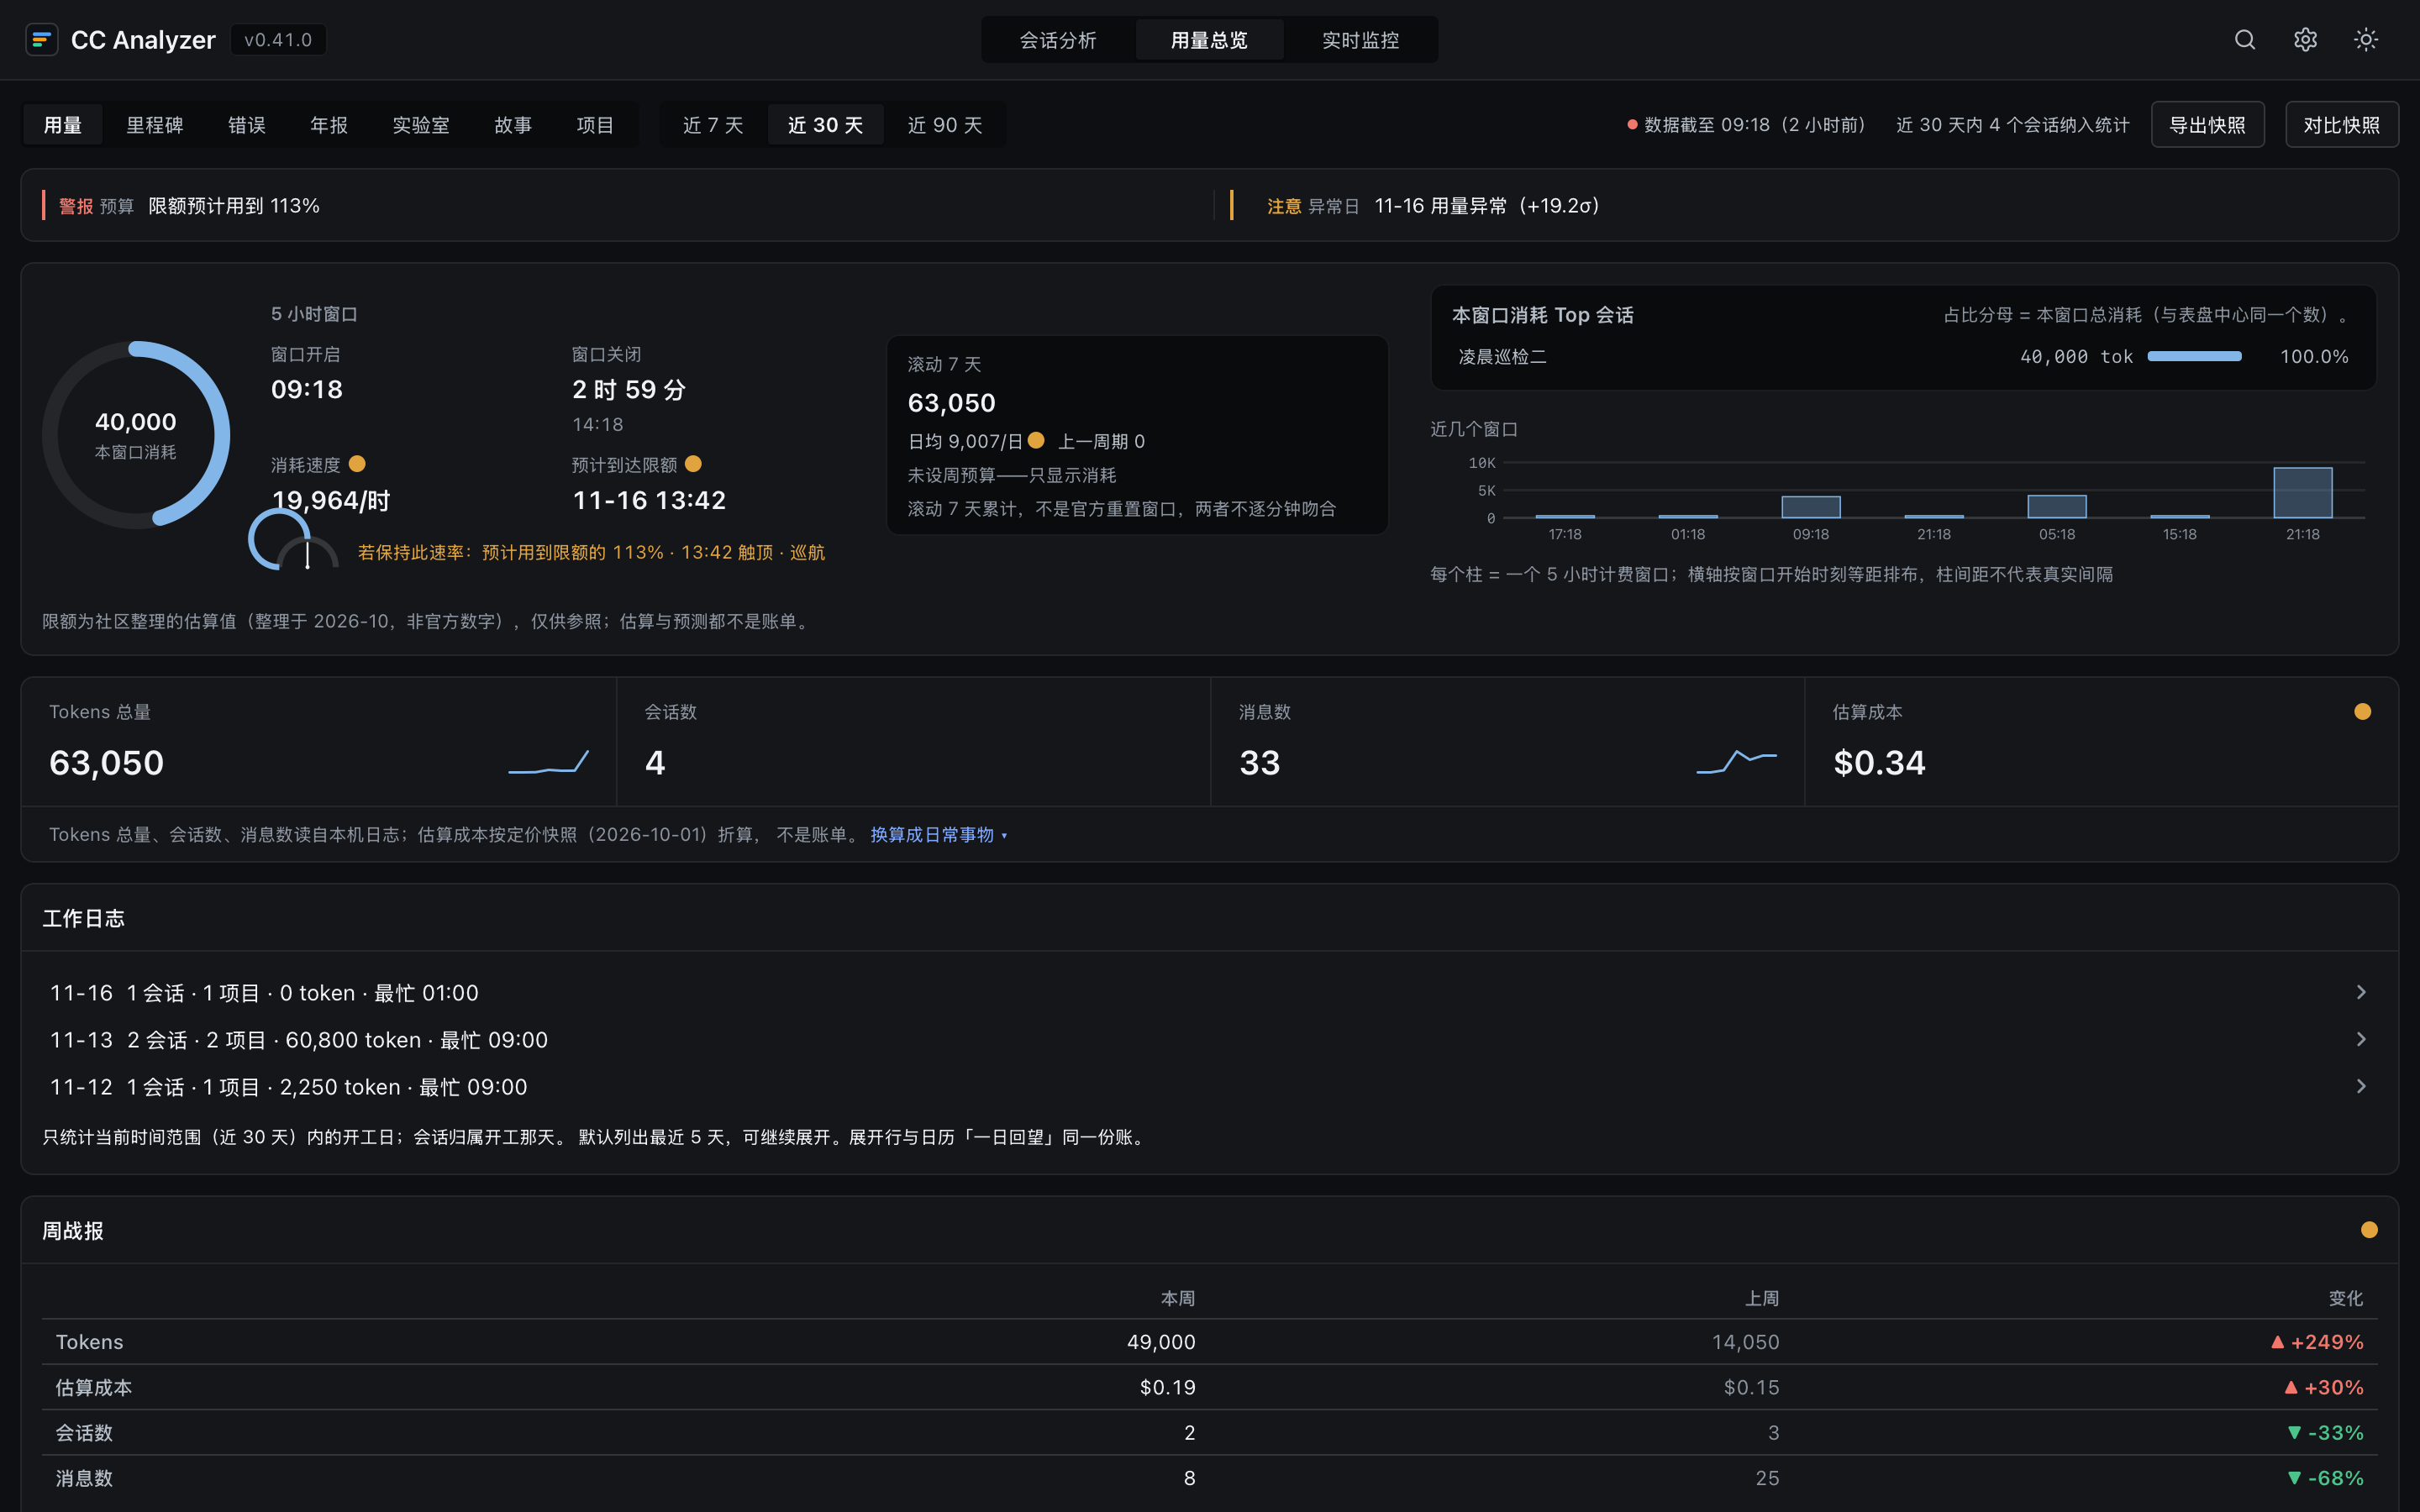 CC Analyzer v0.41.0
会话分析 用量总览 实时监控
用量 里程碑 错误 年报 实验室 故事 项目
近 7 天 近 30 天 近 90 天
数据截至 09:18（2 小时前） 近 30 天内 4 个会话纳入统计 导出快照 对比快照
警报 预算 限额预计用到 113%
注意 异常日 11-16 用量异常（+19.2σ）
40,000
本窗口消耗
5 小时窗口
窗口开启
09:18
窗口关闭
2 时 59 分
14:18
消耗速度
19,964/时
预计到达限额
11-16 13:42
若保持此速率：预计用到限额的 113% · 13:42 触顶 · 巡航
滚动 7 天
63,050
日均 9,007/日 上一周期 0
未设周预算——只显示消耗
滚动 7 天累计，不是官方重置窗口，两者不逐分钟吻合
本窗口消耗 Top 会话 占比分母 = 本窗口总消耗（与表盘中心同一个数）。
凌晨巡检二 40,000 tok 100.0%
近几个窗口
10K
5K
0
17:18 01:18 09:18 21:18 05:18 15:18 21:18
每个柱 = 一个 5 小时计费窗口；横轴按窗口开始时刻等距排布，柱间距不代表真实间隔
限额为社区整理的估算值（整理于 2026-10，非官方数字），仅供参照；估算与预测都不是账单。
Tokens 总量
63,050
会话数
4
消息数
33
估算成本
$0.34
Tokens 总量、会话数、消息数读自本机日志；估算成本按定价快照（2026-10-01）折算， 不是账单。 换算成日常事物
工作日志
11-16 1 会话 · 1 项目 · 0 token · 最忙 01:00
11-13 2 会话 · 2 项目 · 60,800 token · 最忙 09:00
11-12 1 会话 · 1 项目 · 2,250 token · 最忙 09:00
只统计当前时间范围（近 30 天）内的开工日；会话归属开工那天。 默认列出最近 5 天，可继续展开。展开行与日历「一日回望」同一份账。
周战报
本周 上周 变化
Tokens 49,000 14,050 ▲ +249%
估算成本 $0.19 $0.15 ▲ +30%
会话数 2 3 ▼ -33%
消息数 8 25 ▼ -68%